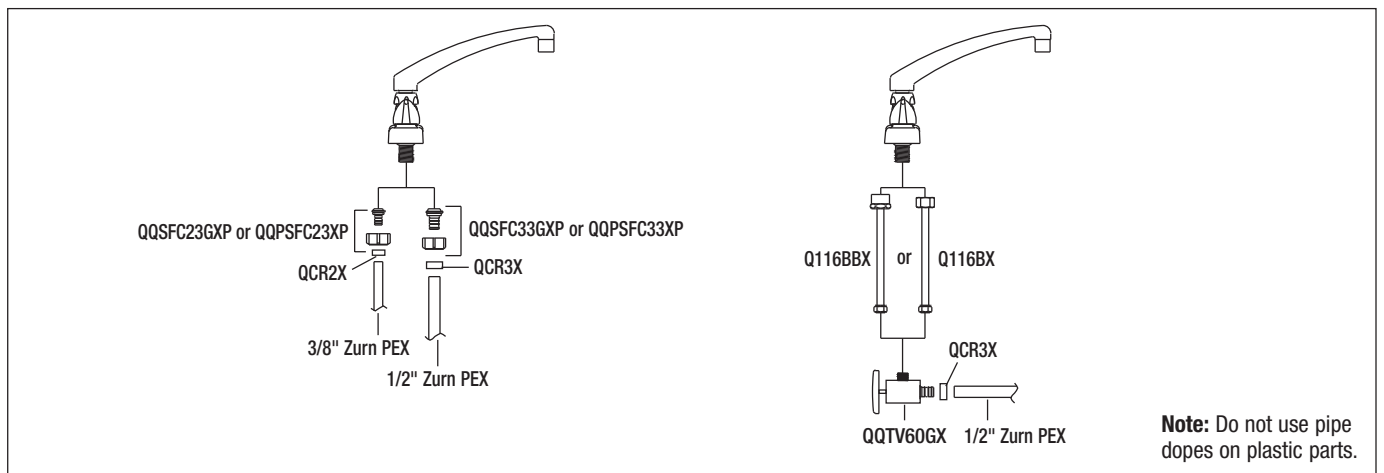 QQSFC23GXP or QQPSFC23XP
QCR2X
3/8" Zurn PEX
QQSFC33GXP or QQPSFC33XP
QCR3X
1/2" Zurn PEX
Q116BBX or Q116BX
QCR3X
QQTV60GX 1/2" Zurn PEX
Note: Do not use pipe
dopes on plastic parts.